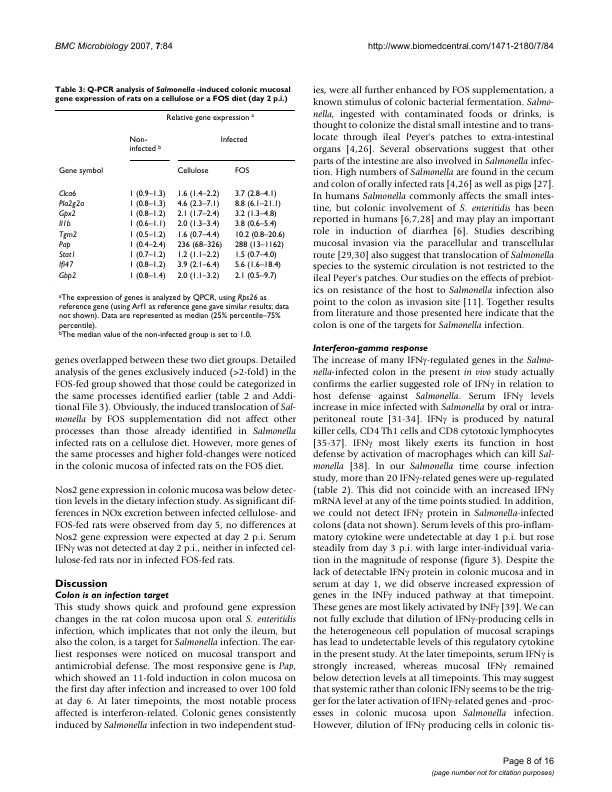 BMC Microbiology 2007, 7:84
http://www.biomedcentral.com/1471-2180/7/84
Table 3: Q-PCR analysis of Salmonella -induced colonic mucosal
gene expression of rats on a cellulose or a FOS diet (day 2 p.i.)
Relative gene expression a
Non-
infected b
Infected
Gene symbol Cellulose FOS
Clca6 1 (0.9–1.3) 1.6 (1.4–2.2) 3.7 (2.8–4.1)
Pla2g2a 1 (0.8–1.3) 4.6 (2.3–7.1) 8.8 (6.1–21.1)
Gpx2 1 (0.8–1.2) 2.1 (1.7–2.4) 3.2 (1.3–4.8)
Il1b 1 (0.6–1.1) 2.0 (1.3–3.4) 3.8 (0.6–5.4)
Tgm2 1 (0.5–1.2) 1.6 (0.7–4.4) 10.2 (0.8–20.6)
Pap 1 (0.4–2.4) 236 (68–326) 288 (13–1162)
Stat1 1 (0.7–1.2) 1.2 (1.1–2.2) 1.5 (0.7–4.0)
Ifi47 1 (0.8–1.2) 3.9 (2.1–6.4) 5.6 (1.6–18.4)
Gbp2 1 (0.8–1.4) 2.0 (1.1–3.2) 2.1 (0.5–9.7)
aThe expression of genes is analyzed by QPCR, using Rps26 as
reference gene (using Arf1 as reference gene gave similar results; data
not shown). Data are represented as median (25% percentile–75%
percentile).
bThe median value of the non-infected group is set to 1.0.
genes overlapped between these two diet groups. Detailed
analysis of the genes exclusively induced (>2-fold) in the
FOS-fed group showed that those could be categorized in
the same processes identified earlier (table 2 and Addi-
tional File 3). Obviously, the induced translocation of Sal-
monella by FOS supplementation did not affect other
processes than those already identified in Salmonella
infected rats on a cellulose diet. However, more genes of
the same processes and higher fold-changes were noticed
in the colonic mucosa of infected rats on the FOS diet.
Nos2 gene expression in colonic mucosa was below detec-
tion levels in the dietary infection study. As significant dif-
ferences in NOx excretion between infected cellulose- and
FOS-fed rats were observed from day 5, no differences at
Nos2 gene expression were expected at day 2 p.i. Serum
IFNγ was not detected at day 2 p.i., neither in infected cel-
lulose-fed rats nor in infected FOS-fed rats.
Discussion
Colon is an infection target
This study shows quick and profound gene expression
changes in the rat colon mucosa upon oral S. enteritidis
infection, which implicates that not only the ileum, but
also the colon, is a target for Salmonella infection. The ear-
liest responses were noticed on mucosal transport and
antimicrobial defense. The most responsive gene is Pap,
which showed an 11-fold induction in colon mucosa on
the first day after infection and increased to over 100 fold
at day 6. At later timepoints, the most notable process
affected is interferon-related. Colonic genes consistently
induced by Salmonella infection in two independent stud-
ies, were all further enhanced by FOS supplementation, a
known stimulus of colonic bacterial fermentation. Salmo-
nella, ingested with contaminated foods or drinks, is
thought to colonize the distal small intestine and to trans-
locate through ileal Peyer's patches to extra-intestinal
organs [4,26]. Several observations suggest that other
parts of the intestine are also involved in Salmonella infec-
tion. High numbers of Salmonella are found in the cecum
and colon of orally infected rats [4,26] as well as pigs [27].
In humans Salmonella commonly affects the small intes-
tine, but colonic involvement of S. enteritidis has been
reported in humans [6,7,28] and may play an important
role in induction of diarrhea [6]. Studies describing
mucosal invasion via the paracellular and transcellular
route [29,30] also suggest that translocation of Salmonella
species to the systemic circulation is not restricted to the
ileal Peyer's patches. Our studies on the effects of prebiot-
ics on resistance of the host to Salmonella infection also
point to the colon as invasion site [11]. Together results
from literature and those presented here indicate that the
colon is one of the targets for Salmonella infection.
Interferon-gamma response
The increase of many IFNγ-regulated genes in the Salmo-
nella-infected colon in the present in vivo study actually
confirms the earlier suggested role of IFNγ in relation to
host defense against Salmonella. Serum IFNγ levels
increase in mice infected with Salmonella by oral or intra-
peritoneal route [31-34]. IFNγ is produced by natural
killer cells, CD4 Th1 cells and CD8 cytotoxic lymphocytes
[35-37]. IFNγ most likely exerts its function in host
defense by activation of macrophages which can kill Sal-
monella [38]. In our Salmonella time course infection
study, more than 20 IFNγ-related genes were up-regulated
(table 2). This did not coincide with an increased IFNγ
mRNA level at any of the time points studied. In addition,
we could not detect IFNγ protein in Salmonella-infected
colons (data not shown). Serum levels of this pro-inflam-
matory cytokine were undetectable at day 1 p.i. but rose
steadily from day 3 p.i. with large inter-individual varia-
tion in the magnitude of response (figure 3). Despite the
lack of detectable IFNγ protein in colonic mucosa and in
serum at day 1, we did observe increased expression of
genes in the INFγ induced pathway at that timepoint.
These genes are most likely activated by INFγ [39]. We can
not fully exclude that dilution of IFNγ-producing cells in
the heterogeneous cell population of mucosal scrapings
has lead to undetectable levels of this regulatory cytokine
in the present study. At the later timepoints, serum IFNγ is
strongly increased, whereas mucosal IFNγ remained
below detection levels at all timepoints. This may suggest
that systemic rather than colonic IFNγ seems to be the trig-
ger for the later activation of IFNγ-related genes and -proc-
esses in colonic mucosa upon Salmonella infection.
However, dilution of IFNγ producing cells in colonic tis-
Page 8 of 16
(page number not for citation purposes)